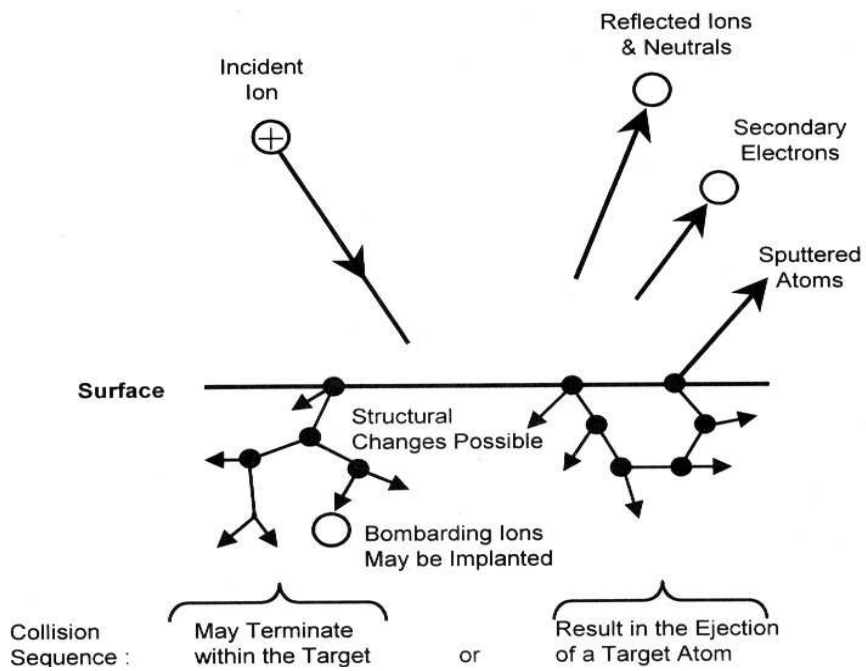 Reflected Ions
& Neutrals
Incident
Ion
Secondary
Electrons
Sputtered
Atoms
Surface
Structural
Changes Possible
Bombarding Ions
May be Implanted
Collision
Sequence :
May Terminate
within the Target
or
Result in the Ejection
of a Target Atom